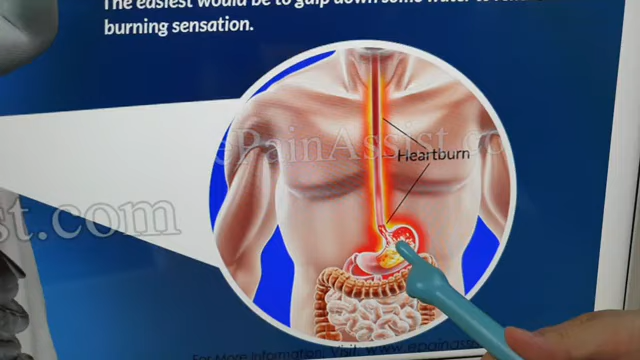 The easiest would be to gulp down some water to
burning sensation.
ePainAssist.co
Heartburn
st.com
For More Information, Visit: www.epainass